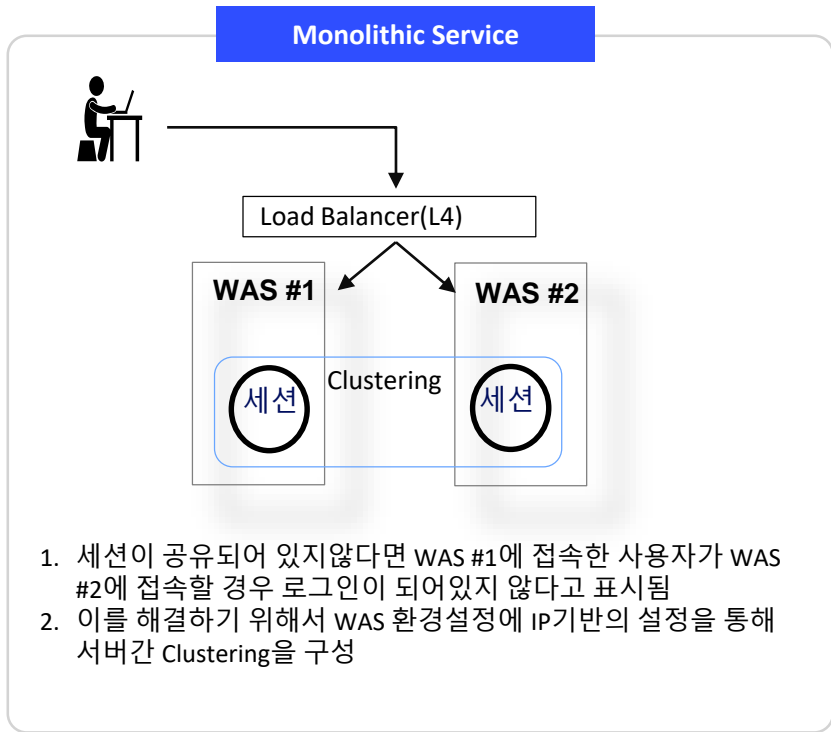 Monolithic Service
Load Balancer(L4)
WAS #1
WAS #2
Clustering
세션
세션
1. 세션이 공유되어 있지않다면 WAS #1에 접속한 사용자가 WAS
#2에 접속할 경우 로그인이 되어있지 않다고 표시됨
2. 이를 해결하기 위해서 WAS 환경설정에 IP기반의 설정을 통해
서버간 Clustering을 구성